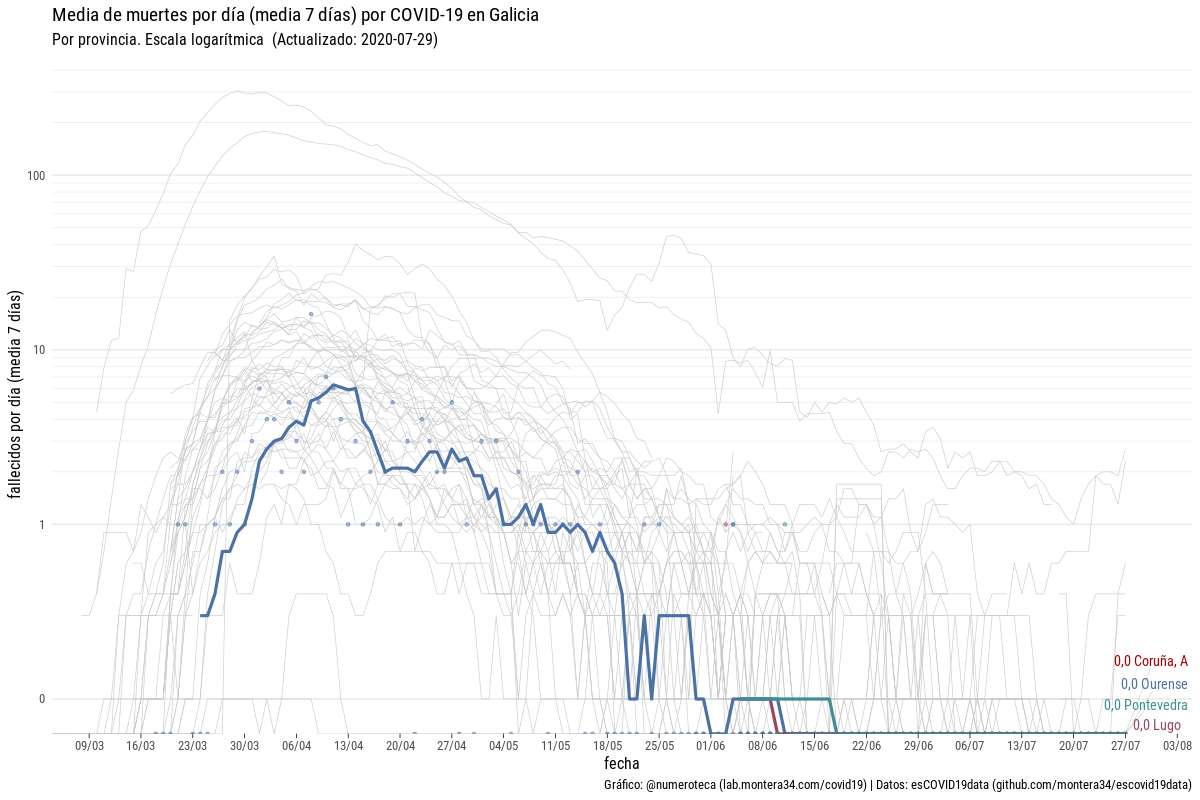 Media de muertes por día (media 7 días) por COVID-19 en Galicia
Por provincia. Escala logarítmica  (Actualizado: 2020-07-29)
fallecidos por día (media 7 días)
100
10
1
0
0,0 Coruña, A
0,0 Ourense
0,0 Pontevedra
0,0 Lugo
09/03 16/03 23/03 30/03 06/04 13/04 20/04 27/04 04/05 11/05 18/05 25/05 01/06 08/06 15/06 22/06 29/06 06/07 13/07 20/07 27/07 03/08
fecha
Gráfico: @numeroteca (lab.montera34.com/covid19) | Datos: esCOVID19data (github.com/montera34/escovid19data)